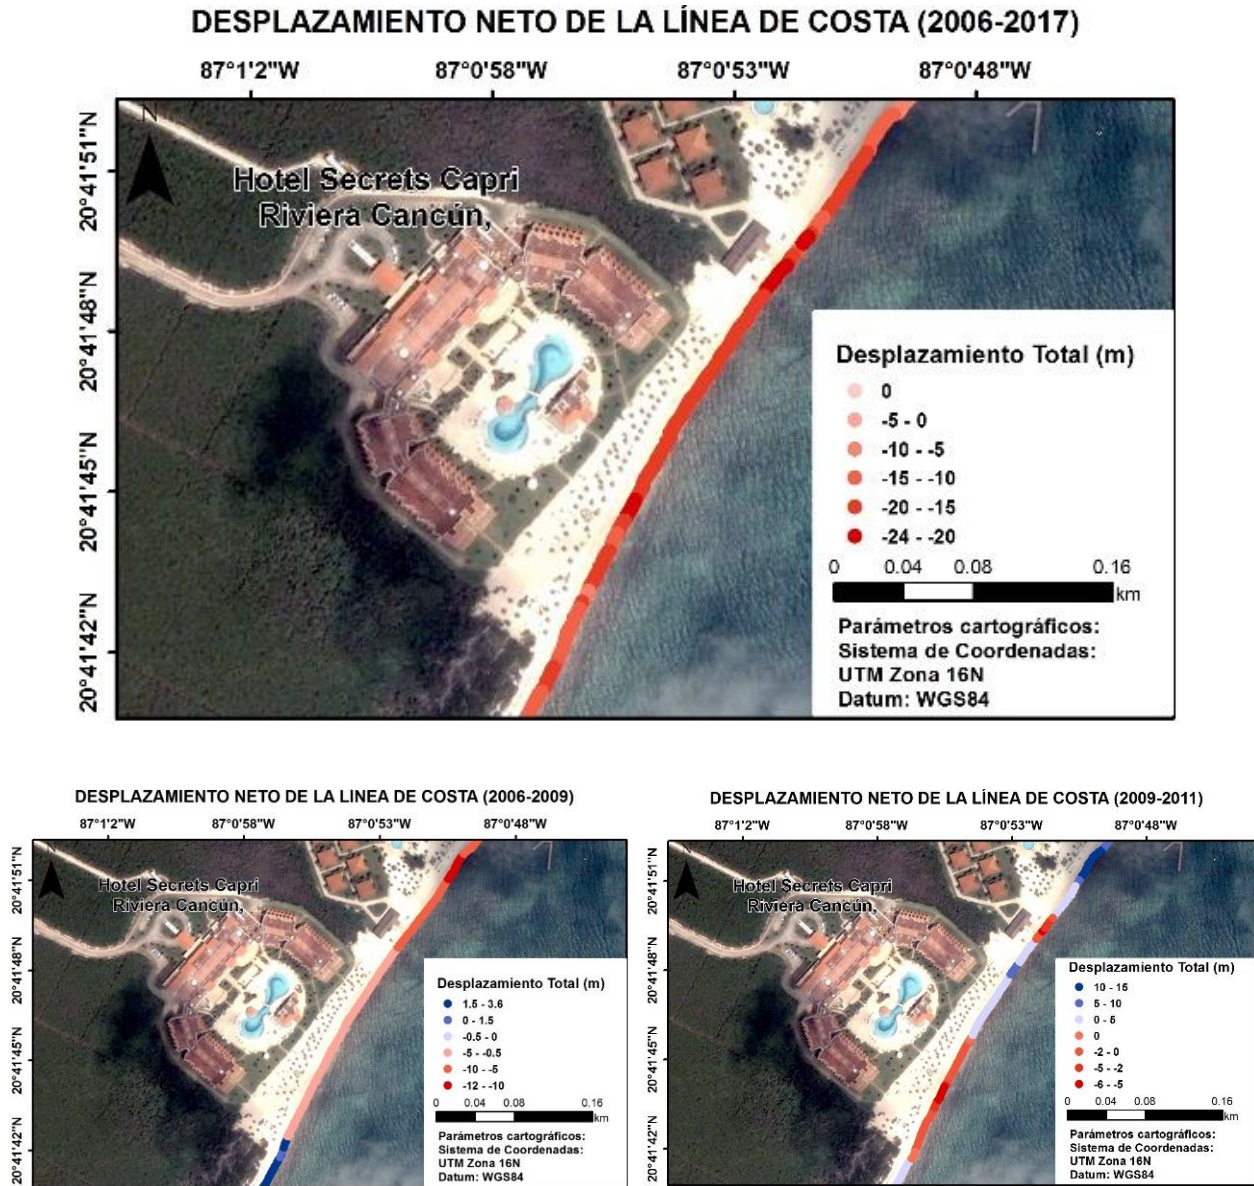 DESPLAZAMIENTO NETO DE LA LÍNEA DE COSTA (2006-2017)
87°1'2"W 87°0'58"W 87°0'53"W 87°0'48"W
20°41'51"N
20°41'48"N
20°41'45"N
20°41'42"N
N
Hotel Secrets Capri
Riviera Cancún,
Desplazamiento Total (m)
0
-5 - 0
-10 - -5
-15 - -10
-20 - -15
-24 - -20
0 0.04 0.08 0.16
km
Parámetros cartográficos:
Sistema de Coordenadas:
UTM Zona 16N
Datum: WGS84
DESPLAZAMIENTO NETO DE LA LINEA DE COSTA (2006-2009)
87°1'2"W 87°0'58"W 87°0'53"W 87°0'48"W
20°41'51"N
20°41'48"N
20°41'45"N
20°41'42"N
Hotel Secrets Capri
Riviera Cancún,
Desplazamiento Total (m)
1.5 - 3.6
0 - 1.5
-0.5 - 0
-5 - -0.5
-10 - -5
-12 - -10
0 0.04 0.08 0.16
km
Parámetros cartográficos:
Sistema de Coordenadas:
UTM Zona 16N
Datum: WGS84
DESPLAZAMIENTO NETO DE LA LÍNEA DE COSTA (2009-2011)
87°1'2"W 87°0'58"W 87°0'53"W 87°0'48"W
20°41'51"N
20°41'48"N
20°41'45"N
20°41'42"N
Hotel Secrets Capri
Riviera Cancún,
Desplazamiento Total (m)
10 - 15
5 - 10
0 - 5
0
-2 - 0
-5 - -2
-6 - -5
0 0.04 0.08 0.16
km
Parámetros cartográficos:
Sistema de Coordenadas:
UTM Zona 16N
Datum: WGS84